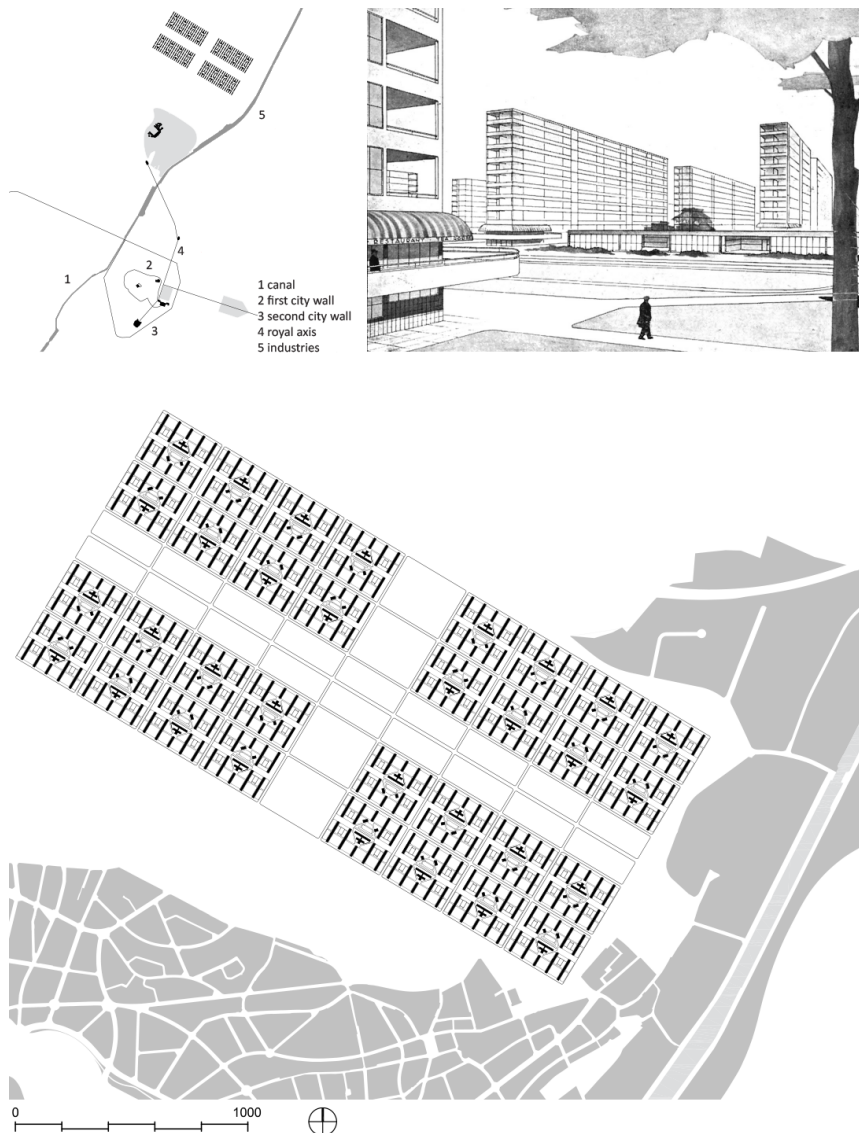 5
4
1
2
3
1 canal
2 first city wall
3 second city wall
4 royal axis
5 industries
RESTAURANT
0
1000